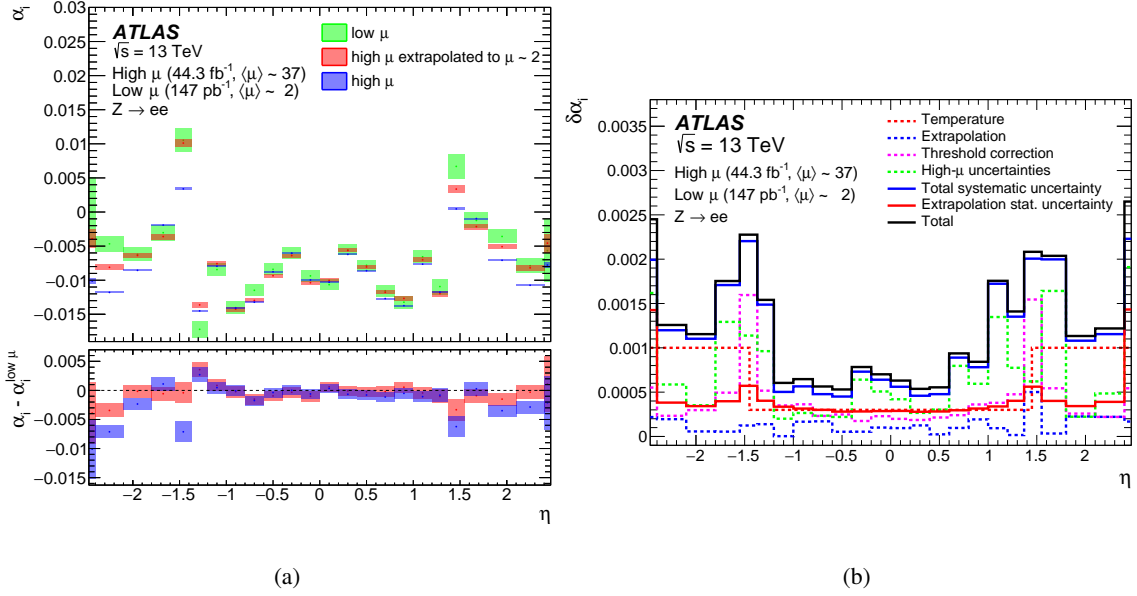 α_i
0.03
0.025
0.02
0.015
0.01
0.005
0
−0.005
−0.01
−0.015
ATLAS
√s = 13 TeV
High μ (44.3 fb⁻¹, ⟨μ⟩ ~ 37)
Low μ (147 pb⁻¹, ⟨μ⟩ ~ 2)
Z → ee
low μ
high μ extrapolated to μ ~ 2
high μ
α_i - α_i^low μ
0.005
0
−0.005
−0.01
−0.015
−2 −1.5 −1 −0.5 0 0.5 1 1.5 2
η
(a)
δα_i
0.0035
0.003
0.0025
0.002
0.0015
0.001
0.0005
0
ATLAS
√s = 13 TeV
High μ (44.3 fb⁻¹, ⟨μ⟩ ~ 37)
Low μ (147 pb⁻¹, ⟨μ⟩ ~ 2)
Z → ee
Temperature
Extrapolation
Threshold correction
High-μ uncertainties
Total systematic uncertainty
Extrapolation stat. uncertainty
Total
−2 −1.5 −1 −0.5 0 0.5 1 1.5 2
η
(b)